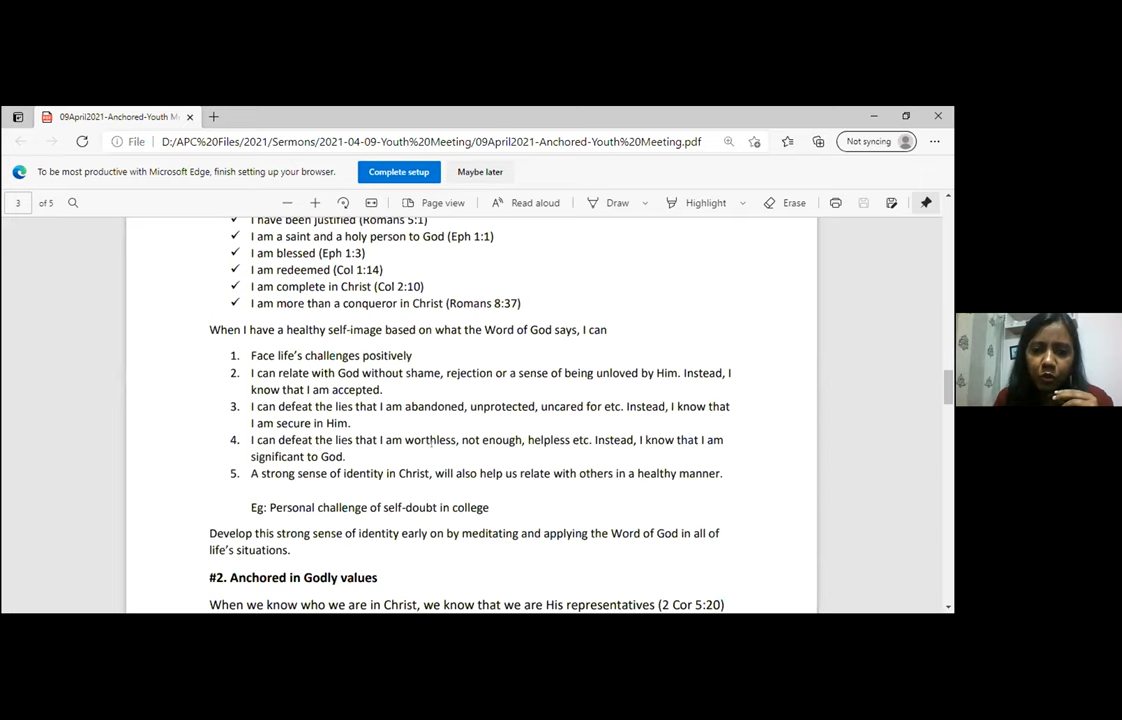 09April2021-Anchored-Youth M
File D:/APC%20Files/2021/Sermons/2021-04-09-Youth%20Meeting/09April2021-Anchored-Youth%20Meeting.pdf Not syncing
To be most productive with Microsoft Edge, finish setting up your browser. Complete setup Maybe later
3 of 5 Page view Read aloud Draw Highlight Erase
✓ I have been justified (Romans 5:1)
✓ I am a saint and a holy person to God (Eph 1:1)
✓ I am blessed (Eph 1:3)
✓ I am redeemed (Col 1:14)
✓ I am complete in Christ (Col 2:10)
✓ I am more than a conqueror in Christ (Romans 8:37)
When I have a healthy self-image based on what the Word of God says, I can
1. Face life's challenges positively
2. I can relate with God without shame, rejection or a sense of being unloved by Him. Instead, I
know that I am accepted.
3. I can defeat the lies that I am abandoned, unprotected, uncared for etc. Instead, I know that
I am secure in Him.
4. I can defeat the lies that I am worthless, not enough, helpless etc. Instead, I know that I am
significant to God.
5. A strong sense of identity in Christ, will also help us relate with others in a healthy manner.
Eg: Personal challenge of self-doubt in college
Develop this strong sense of identity early on by meditating and applying the Word of God in all of
life's situations.
#2. Anchored in Godly values
When we know who we are in Christ, we know that we are His representatives (2 Cor 5:20)